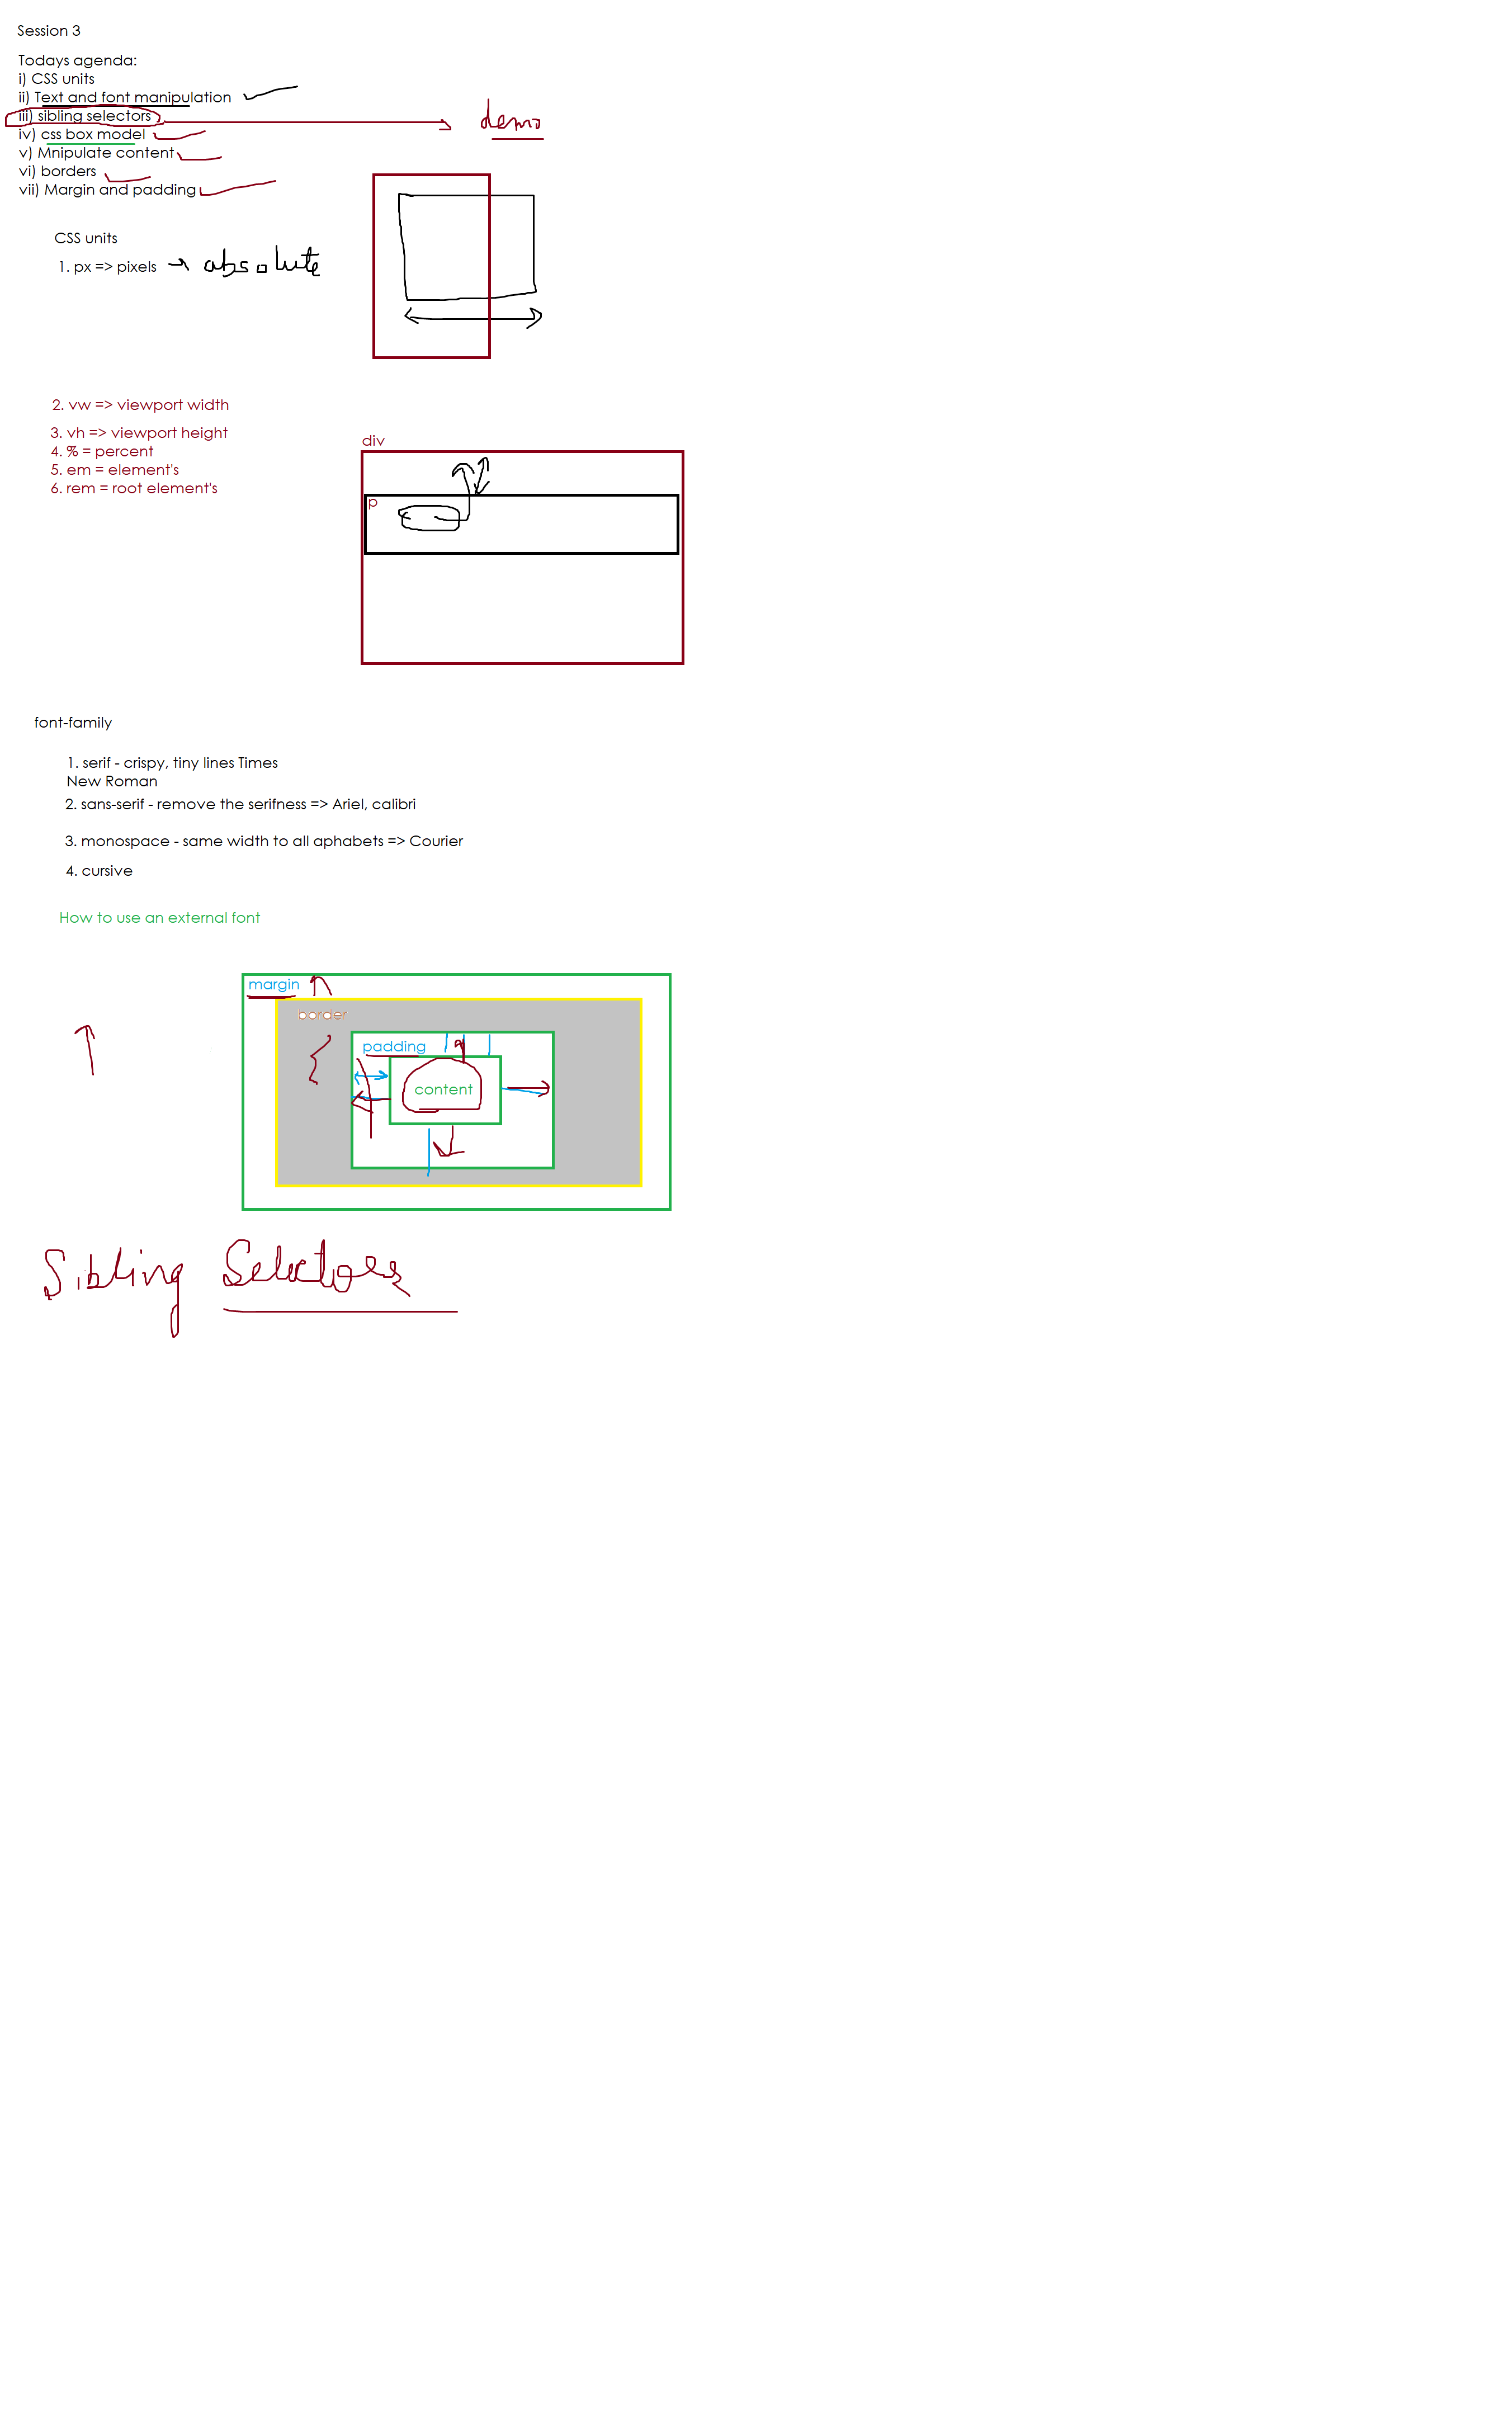 Session 3
Todays agenda:
i) CSS units
ii) Text and font manipulation
iii) sibling selectors
demo
iv) css box model
v) Mnipulate content
vi) borders
vii) Margin and padding
CSS units
1. px => pixels → absolute
2. vw => viewport width
3. vh => viewport height
4. % = percent
5. em = element's
6. rem = root element's
div
p
font-family
1. serif - crispy, tiny lines Times
New Roman
2. sans-serif - remove the serifness => Ariel, calibri
3. monospace - same width to all aphabets => Courier
4. cursive
How to use an external font
margin
border
padding
content
Sibling Selectors